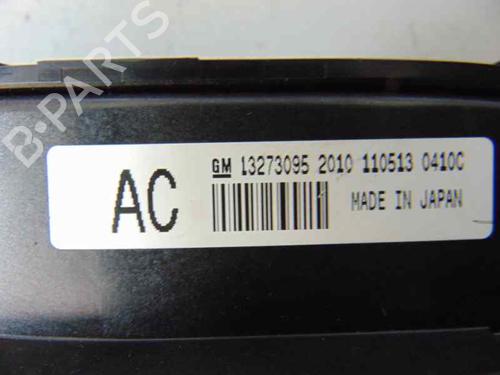 B-PARTS
AC
GM 13273095 2010 110513 0410C
MADE IN JAPAN